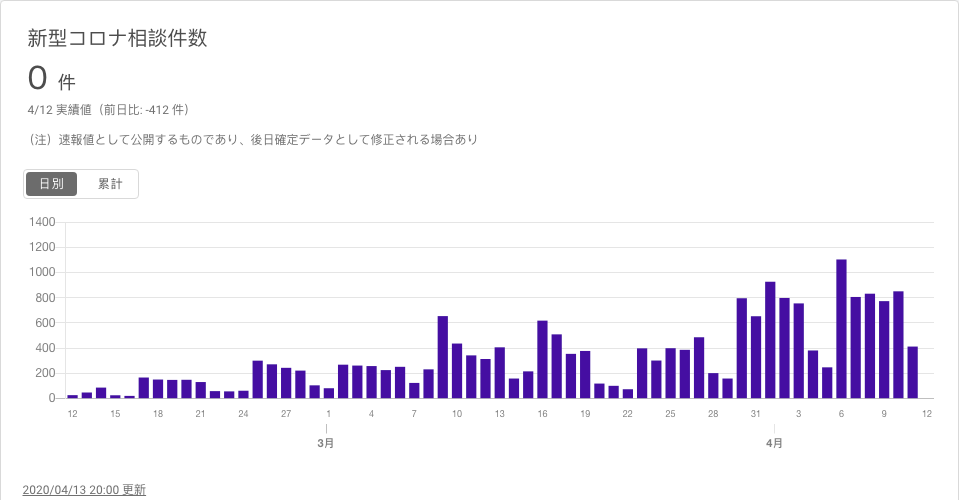 新型コロナ相談件数
0 件
4/12 実績値（前日比: -412 件）
（注）速報値として公開するものであり、後日確定データとして修正される場合あり
日別 累計
1400
1200
1000
800
600
400
200
0
12 15 18 21 24 27 1 4 7 10 13 16 19 22 25 28 31 3 6 9 12
3月 4月
2020/04/13 20:00 更新